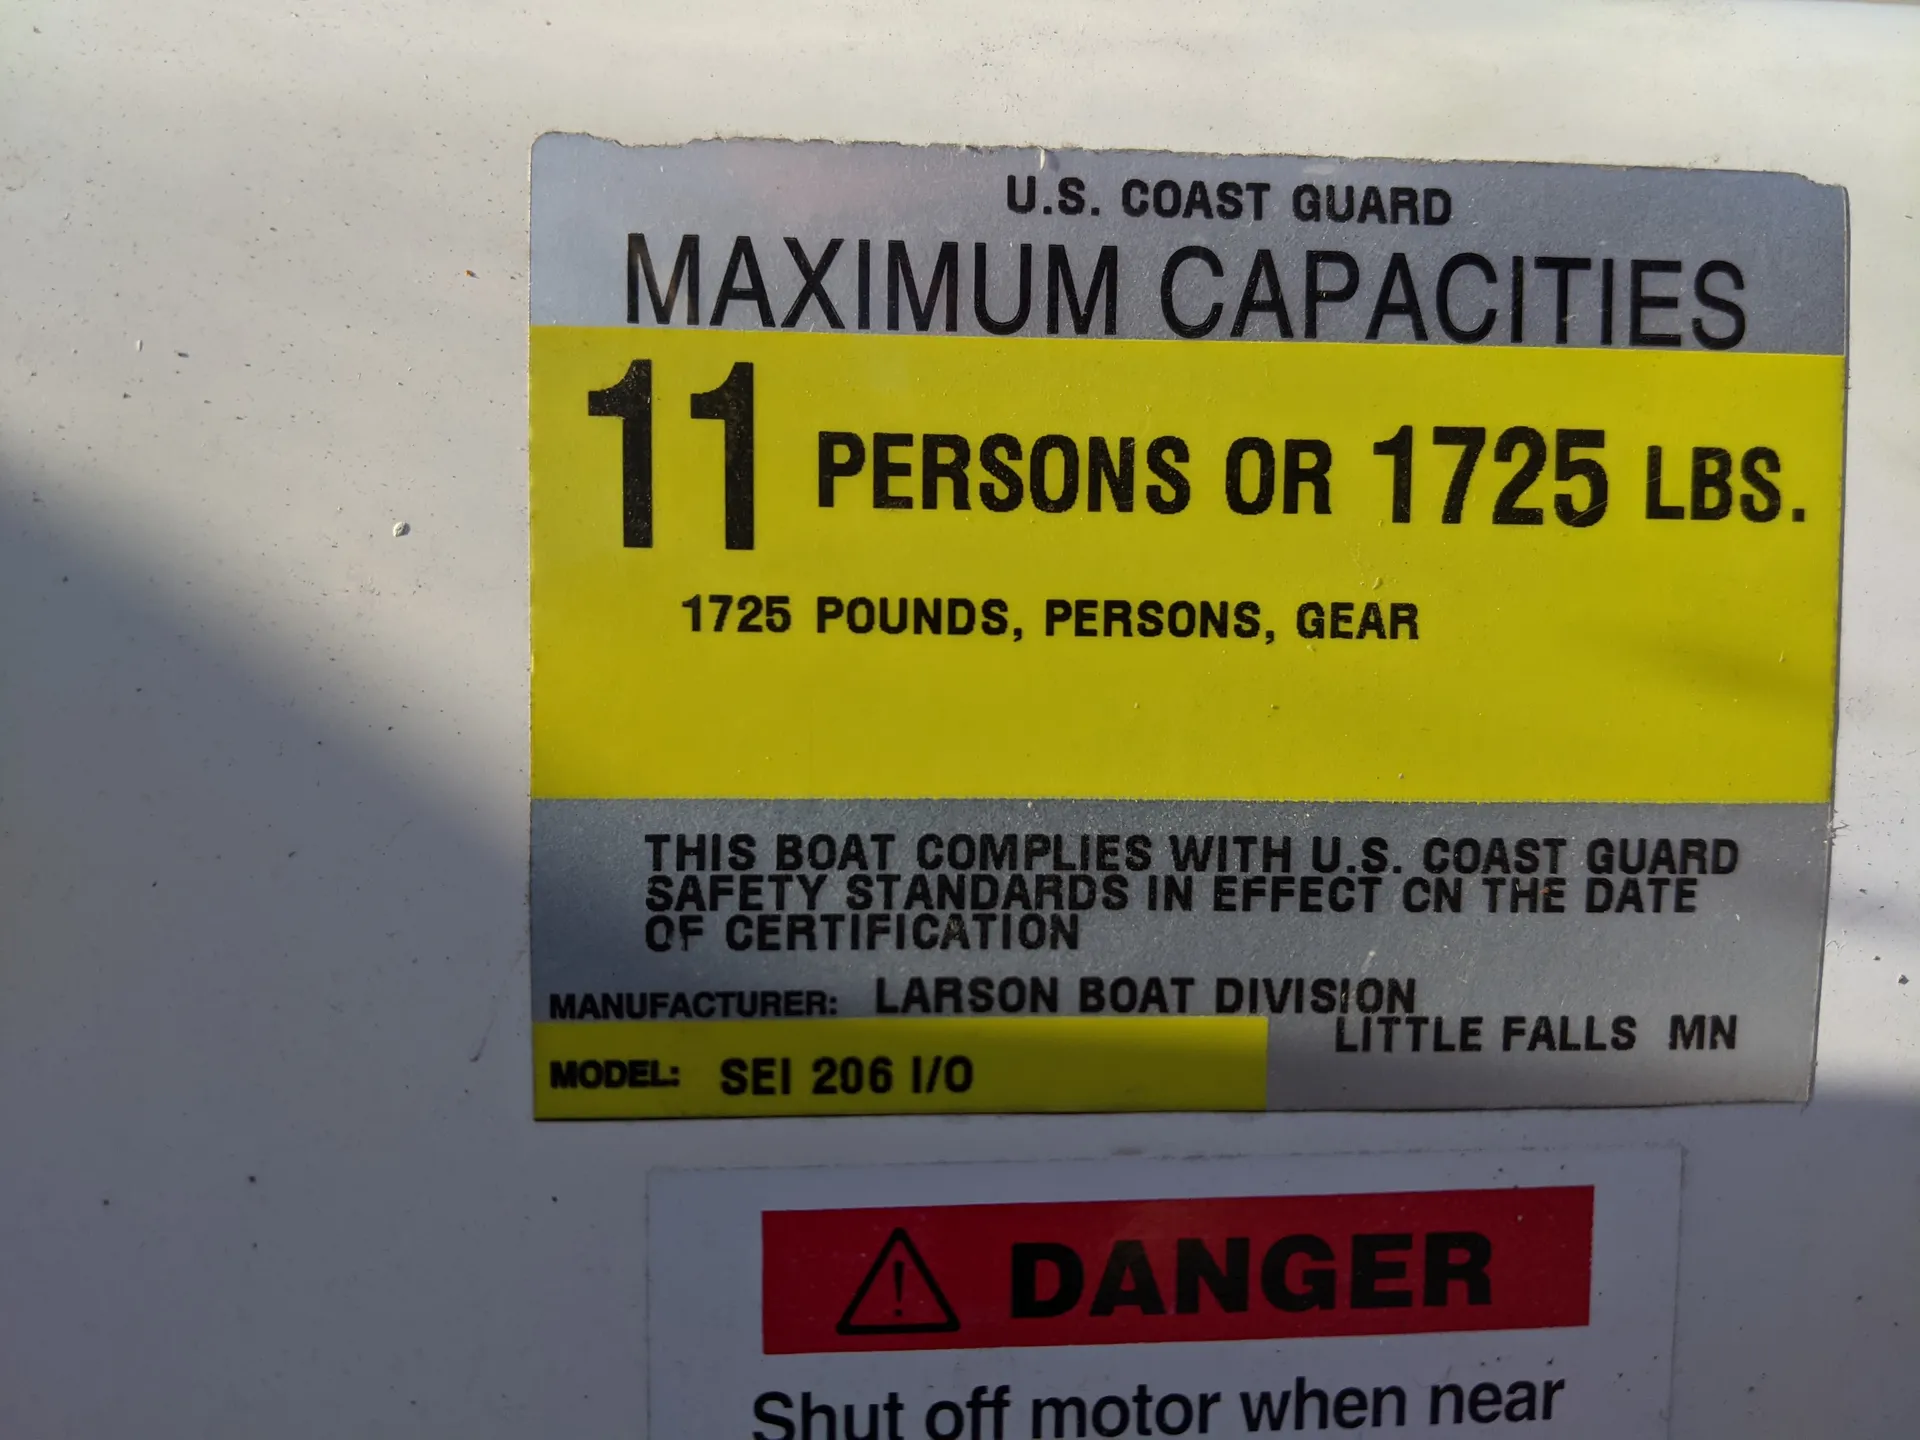 U.S. COAST GUARD
MAXIMUM CAPACITIES
11 PERSONS OR 1725 LBS.
1725 POUNDS, PERSONS, GEAR
THIS BOAT COMPLIES WITH U.S. COAST GUARD
SAFETY STANDARDS IN EFFECT CN THE DATE
OF CERTIFICATION
MANUFACTURER: LARSON BOAT DIVISION
LITTLE FALLS MN
MODEL: SEI 206 I/O
DANGER
Shut off motor when near